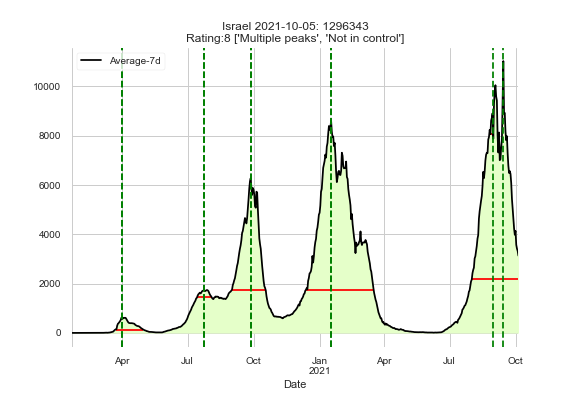 Israel 2021-10-05: 1296343
Rating:8 ['Multiple peaks', 'Not in control']
Average-7d
10000
8000
6000
4000
2000
0
Apr Jul Oct Jan Apr Jul Oct
2021
Date